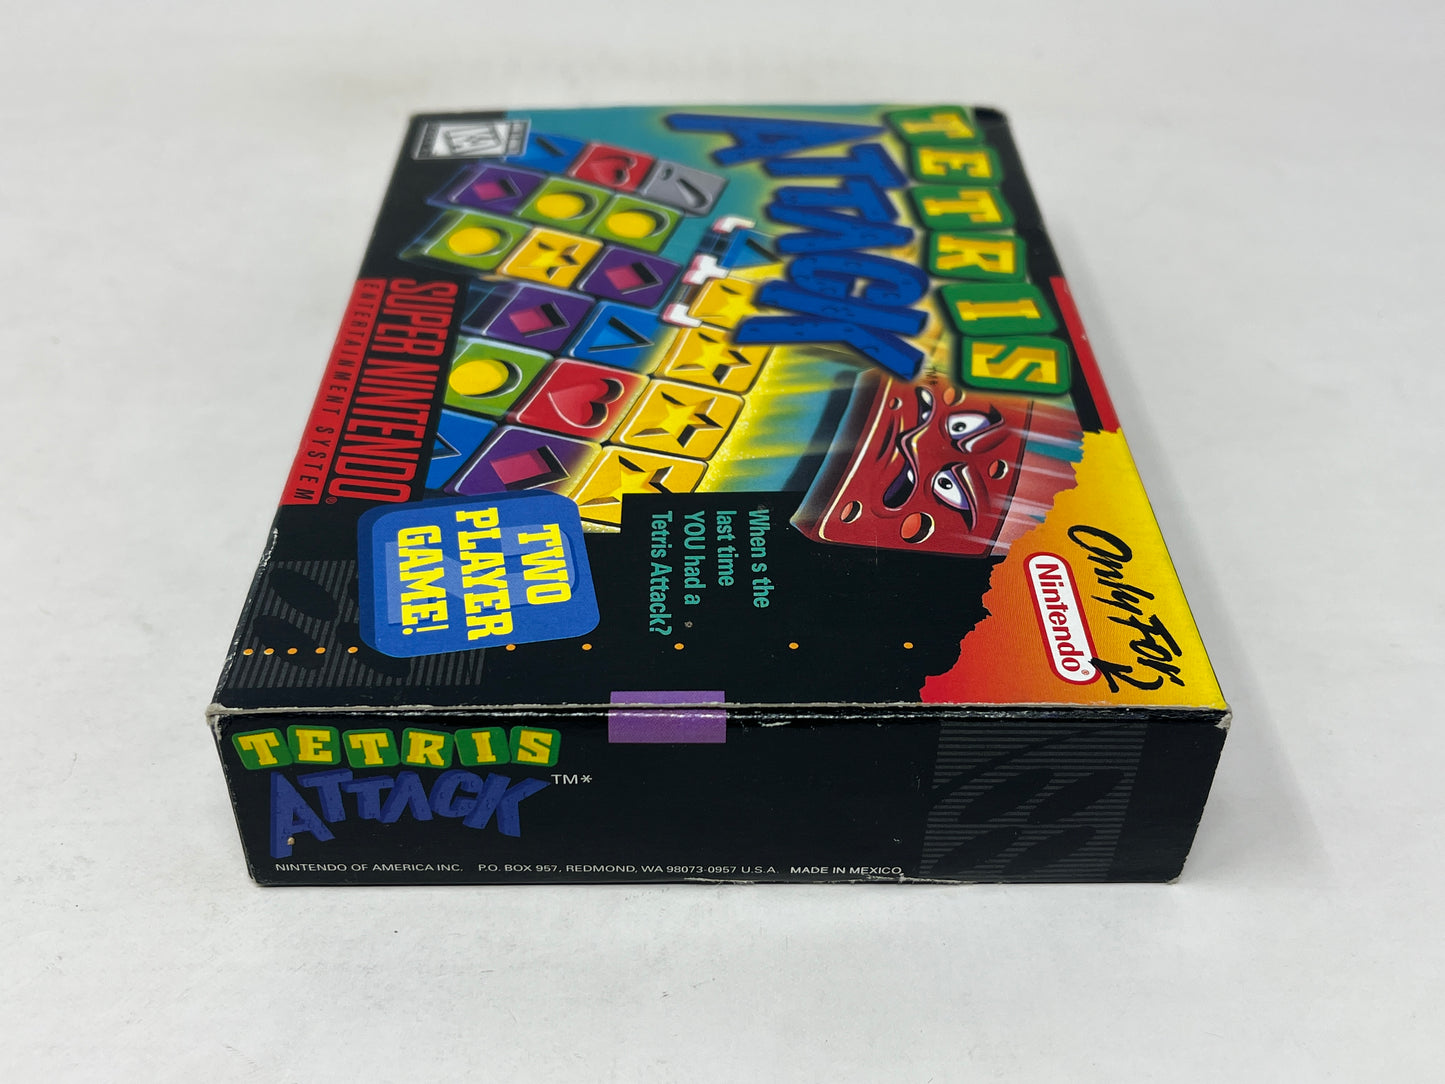 TETRIS
ATTACK
TM*
SUPER NINTENDO®
ENTERTAINMENT SYSTEM
TWO
PLAYER
GAME!
When s the
last time
YOU had a
Tetris Attack?
Only For
Nintendo®
TETRIS
ATTACK TM*
NINTENDO OF AMERICA INC. P.O. BOX 957, REDMOND, WA 98073-0957 U.S.A. MADE IN MEXICO